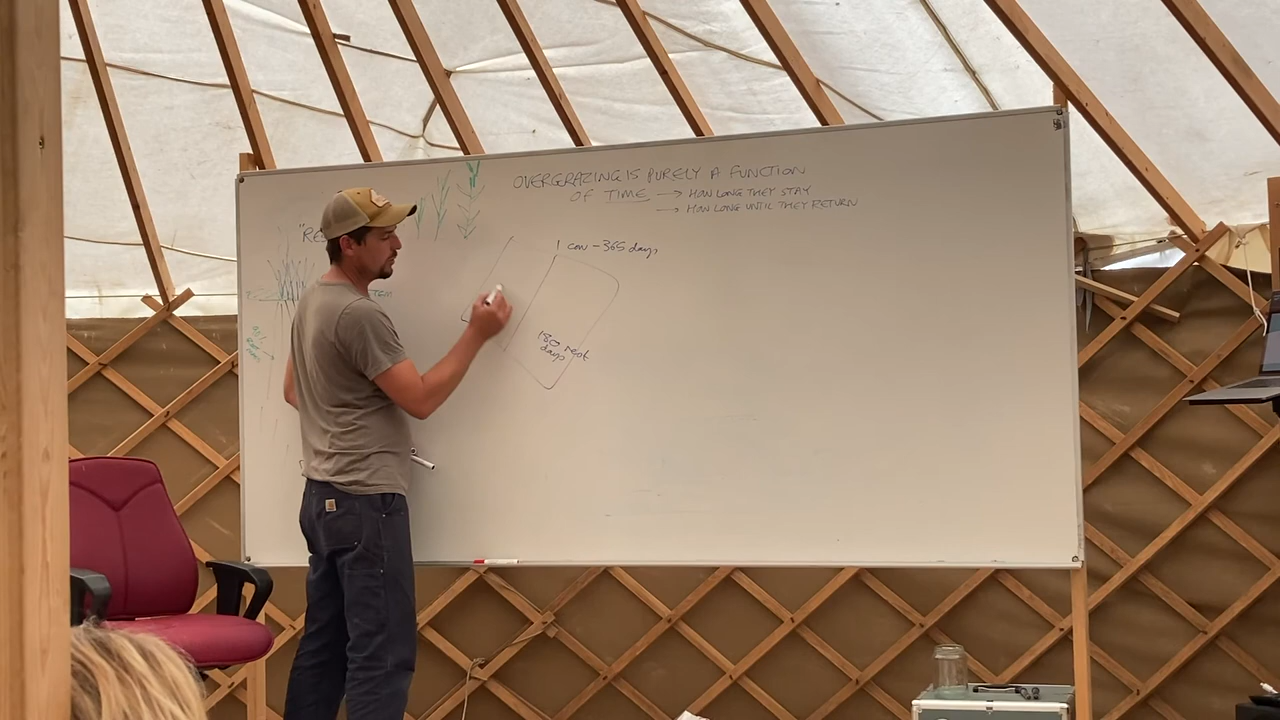 OVERGRAZING IS PURELY A FUNCTION
OF TIME → HOW LONG THEY STAY
→ HOW LONG UNTIL THEY RETURN
"RE
1 cow - 365 days
180 rest
days